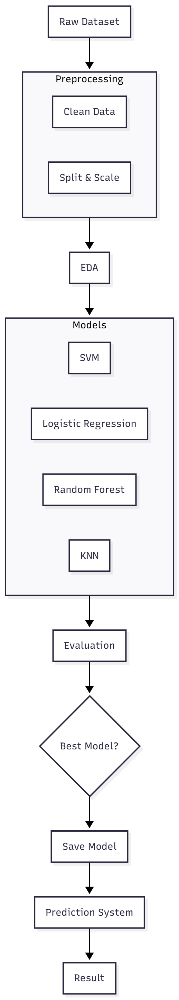 Raw Dataset
Preprocessing
Clean Data
Split & Scale
EDA
Models
SVM
Logistic Regression
Random Forest
KNN
Evaluation
Best Model?
Save Model
Prediction System
Result